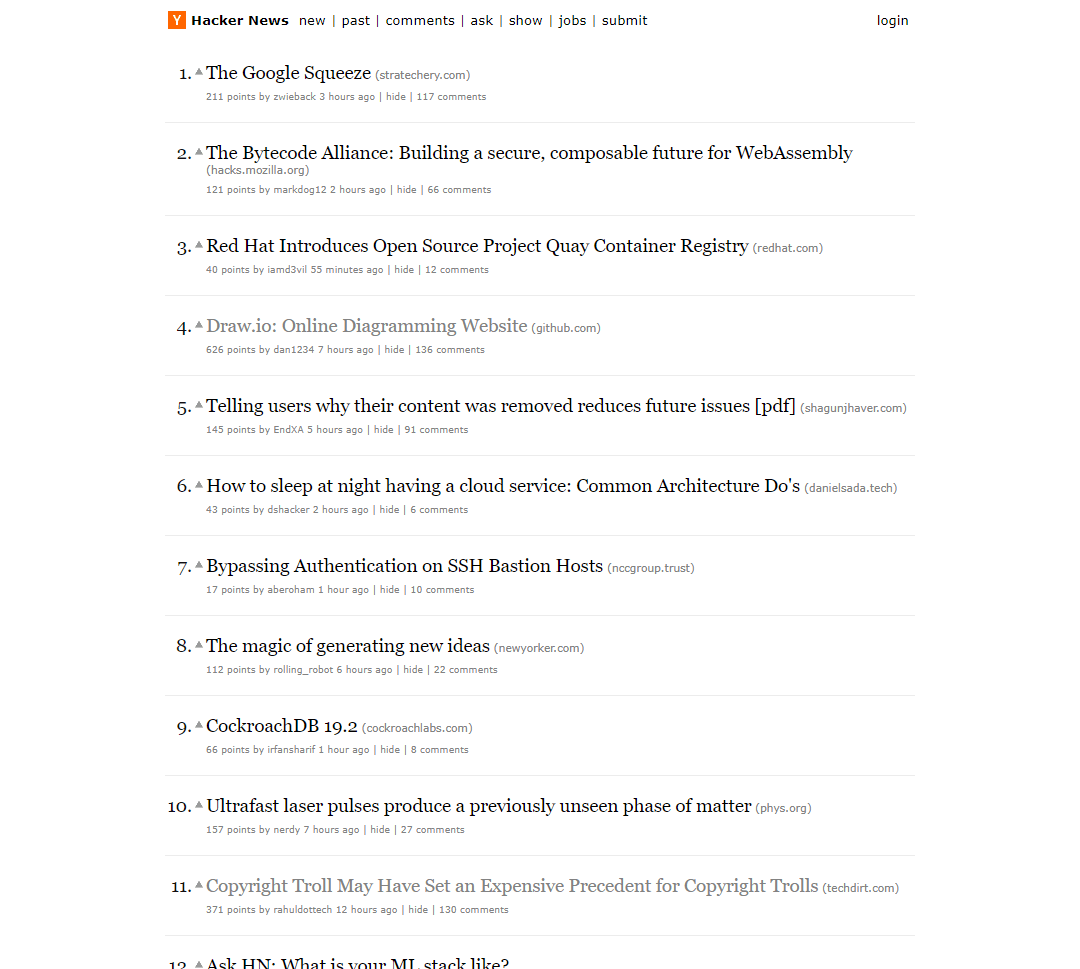 Y Hacker News new | past | comments | ask | show | jobs | submit login
1. The Google Squeeze (stratechery.com)
211 points by zwieback 3 hours ago | hide | 117 comments
2. The Bytecode Alliance: Building a secure, composable future for WebAssembly
(hacks.mozilla.org)
121 points by markdog12 2 hours ago | hide | 66 comments
3. Red Hat Introduces Open Source Project Quay Container Registry (redhat.com)
40 points by iamd3vil 55 minutes ago | hide | 12 comments
4. Draw.io: Online Diagramming Website (github.com)
626 points by dan1234 7 hours ago | hide | 136 comments
5. Telling users why their content was removed reduces future issues [pdf] (shagunjhaver.com)
145 points by EndXA 5 hours ago | hide | 91 comments
6. How to sleep at night having a cloud service: Common Architecture Do's (danielsada.tech)
43 points by dshacker 2 hours ago | hide | 6 comments
7. Bypassing Authentication on SSH Bastion Hosts (nccgroup.trust)
17 points by aberoham 1 hour ago | hide | 10 comments
8. The magic of generating new ideas (newyorker.com)
112 points by rolling_robot 6 hours ago | hide | 22 comments
9. CockroachDB 19.2 (cockroachlabs.com)
66 points by irfansharif 1 hour ago | hide | 8 comments
10. Ultrafast laser pulses produce a previously unseen phase of matter (phys.org)
157 points by nerdy 7 hours ago | hide | 27 comments
11. Copyright Troll May Have Set an Expensive Precedent for Copyright Trolls (techdirt.com)
371 points by rahuldottech 12 hours ago | hide | 130 comments
12. Ask HN: What is your ML stack like?